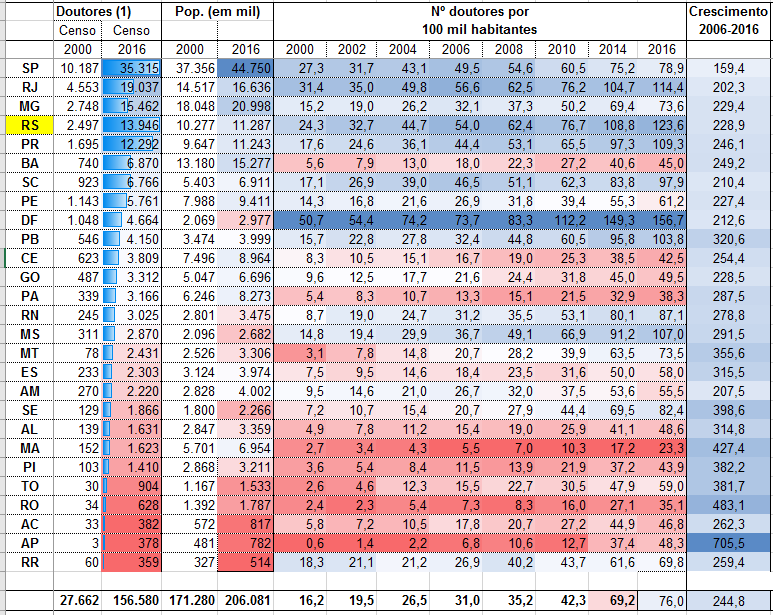 Doutores (1) Pop. (em mil) Nº doutores por Crescimento
Censo Censo 100 mil habitantes 2006-2016
2000 2016 2000 2016 2000 2002 2004 2006 2008 2010 2014 2016
SP 10.187 35.315 37.356 44.750 27,3 31,7 43,1 49,5 54,6 60,5 75,2 78,9 159,4
RJ 4.553 19.037 14.517 16.636 31,4 35,0 49,8 56,6 62,5 76,2 104,7 114,4 202,3
MG 2.748 15.462 18.048 20.998 15,2 19,0 26,2 32,1 37,3 50,2 69,4 73,6 229,4
RS 2.497 13.946 10.277 11.287 24,3 32,7 44,7 54,0 62,4 76,7 108,8 123,6 228,9
PR 1.695 12.292 9.647 11.243 17,6 24,6 36,1 44,4 53,1 65,5 97,3 109,3 246,1
BA 740 6.870 13.180 15.277 5,6 7,9 13,0 18,0 22,3 27,2 40,6 45,0 249,2
SC 923 6.766 5.403 6.911 17,1 26,9 39,0 46,5 51,1 62,3 83,8 97,9 210,4
PE 1.143 5.761 7.988 9.411 14,3 16,8 21,6 26,9 31,8 39,4 55,3 61,2 227,4
DF 1.048 4.664 2.069 2.977 50,7 54,4 74,2 73,7 83,3 112,2 149,3 156,7 212,6
PB 546 4.150 3.474 3.999 15,7 22,8 27,8 32,4 44,8 60,5 95,8 103,8 320,6
CE 623 3.809 7.496 8.964 8,3 10,5 15,1 16,7 19,0 25,3 38,5 42,5 254,4
GO 487 3.312 5.047 6.696 9,6 12,5 17,7 21,6 24,4 31,8 45,0 49,5 228,5
PA 339 3.166 6.246 8.273 5,4 8,3 10,7 13,3 15,1 21,5 32,9 38,3 287,5
RN 245 3.025 2.801 3.475 8,7 19,0 24,7 31,2 35,5 53,1 80,1 87,1 278,8
MS 311 2.870 2.096 2.682 14,8 19,4 29,9 36,7 49,1 66,9 91,2 107,0 291,5
MT 78 2.431 2.526 3.306 3,1 7,8 14,8 20,7 28,2 39,9 63,5 73,5 355,6
ES 233 2.303 3.124 3.974 7,5 9,5 14,6 18,4 23,5 31,6 50,0 58,0 315,5
AM 270 2.220 2.828 4.002 9,5 14,6 21,0 26,7 32,0 37,5 53,6 55,5 207,5
SE 129 1.866 1.800 2.266 7,2 10,7 15,4 20,7 27,9 44,4 69,5 82,4 398,6
AL 139 1.631 2.847 3.359 4,9 7,8 11,2 15,4 19,0 25,9 41,1 48,6 314,8
MA 152 1.623 5.701 6.954 2,7 3,4 4,3 5,5 7,0 10,3 17,2 23,3 427,4
PI 103 1.410 2.868 3.211 3,6 5,4 8,4 11,5 13,9 21,9 37,2 43,9 382,2
TO 30 904 1.167 1.533 2,6 4,6 12,3 15,5 22,7 30,5 47,9 59,0 381,7
RO 34 628 1.392 1.787 2,4 2,3 5,4 7,3 8,3 16,0 27,1 35,1 483,1
AC 33 382 572 817 5,8 7,2 10,5 17,8 20,7 27,2 44,9 46,8 262,3
AP 3 378 481 782 0,6 1,4 2,2 6,8 10,6 12,7 37,4 48,3 705,5
RR 60 359 327 514 18,3 21,1 21,2 26,9 40,2 43,7 61,6 69,8 259,4
27.662 156.580 171.280 206.081 16,2 19,4 26,5 31,0 35,2 42,3 69,2 76,0 244,8